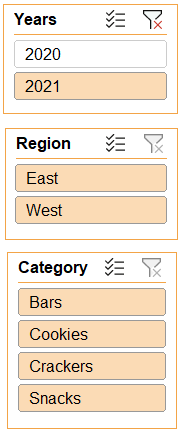 Years
2020
2021
Region
East
West
Category
Bars
Cookies
Crackers
Snacks